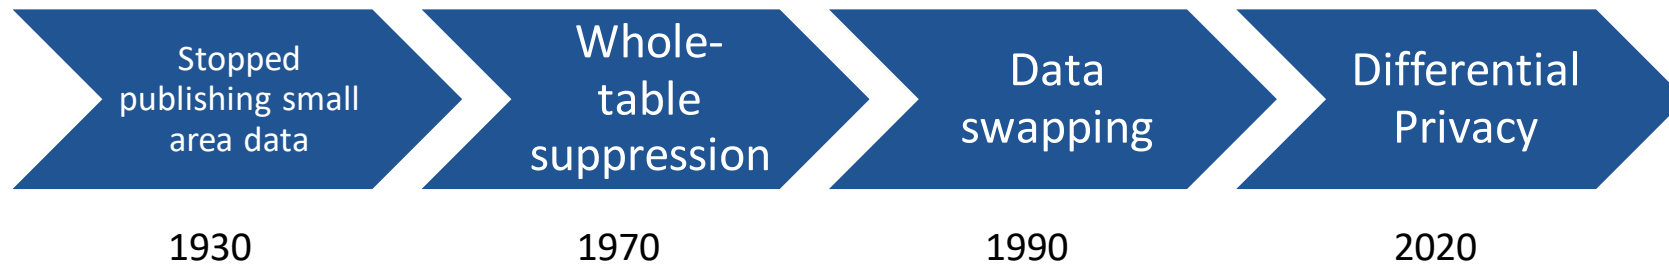 Stopped
publishing small
area data
Whole-
table
suppression
Data
swapping
Differential
Privacy
1930
1970
1990
2020